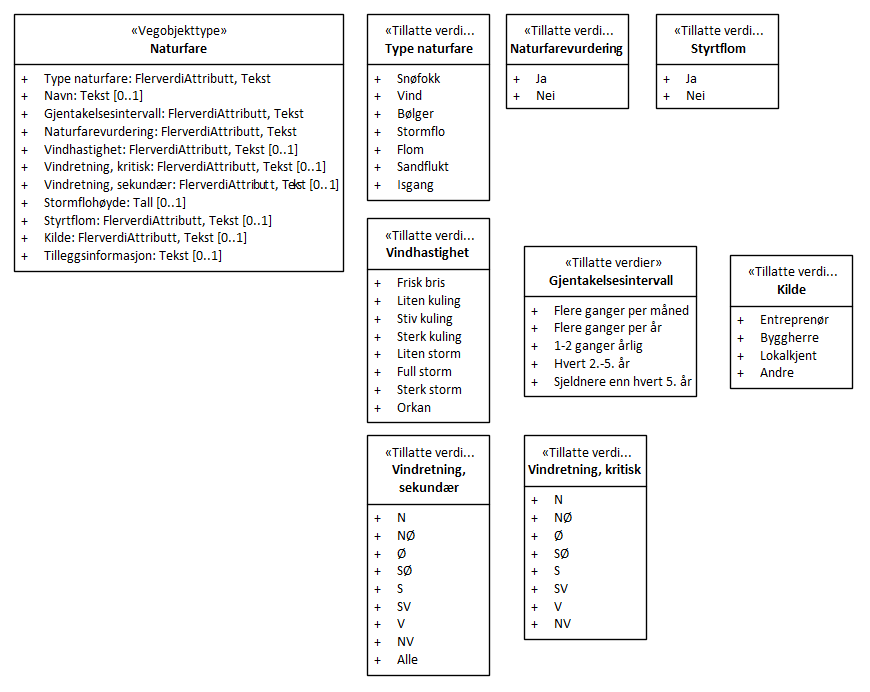 «Vegobjekttype»
Naturfare
+ Type naturfare: FlerverdiAttributt, Tekst
+ Navn: Tekst [0..1]
+ Gjentakelsesintervall: FlerverdiAttributt, Tekst
+ Naturfarevurdering: FlerverdiAttributt, Tekst
+ Vindhastighet: FlerverdiAttributt, Tekst [0..1]
+ Vindretning, kritisk: FlerverdiAttributt, Tekst [0..1]
+ Vindretning, sekundær: FlerverdiAttributt, Tekst [0..1]
+ Stormflohøyde: Tall [0..1]
+ Styrtflom: FlerverdiAttributt, Tekst [0..1]
+ Kilde: FlerverdiAttributt, Tekst [0..1]
+ Tilleggsinformasjon: Tekst [0..1]
«Tillatte verdi...
Type naturfare
+ Snøfokk
+ Vind
+ Bølger
+ Stormflo
+ Flom
+ Sandflukt
+ Isgang
«Tillatte verdi...
Naturfarevurdering
+ Ja
+ Nei
«Tillatte verdi...
Styrtflom
+ Ja
+ Nei
«Tillatte verdi...
Vindhastighet
+ Frisk bris
+ Liten kuling
+ Stiv kuling
+ Sterk kuling
+ Liten storm
+ Full storm
+ Sterk storm
+ Orkan
«Tillatte verdier»
Gjentakelsesintervall
+ Flere ganger per måned
+ Flere ganger per år
+ 1-2 ganger årlig
+ Hvert 2.-5. år
+ Sjeldnere enn hvert 5. år
«Tillatte verdi...
Kilde
+ Entreprenør
+ Byggherre
+ Lokalkjent
+ Andre
«Tillatte verdi...
Vindretning,
sekundær
+ N
+ NØ
+ Ø
+ SØ
+ S
+ SV
+ V
+ NV
+ Alle
«Tillatte verdi...
Vindretning, kritisk
+ N
+ NØ
+ Ø
+ SØ
+ S
+ SV
+ V
+ NV